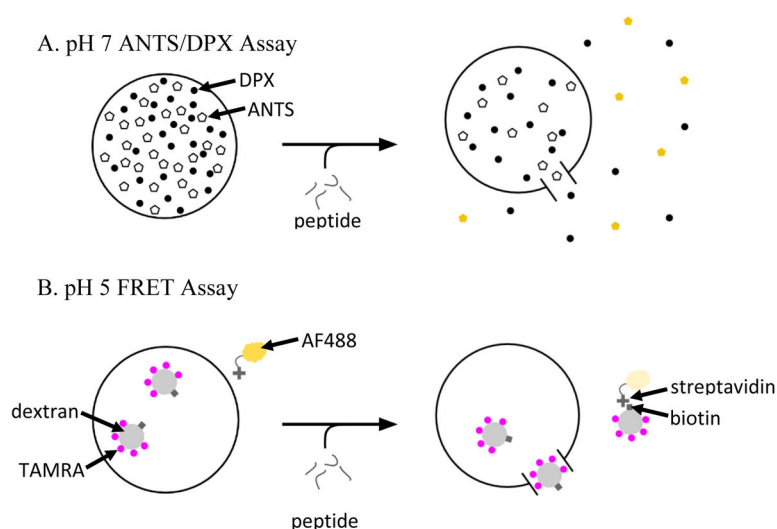 A. pH 7 ANTS/DPX Assay
DPX
ANTS
peptide
B. pH 5 FRET Assay
AF488
dextran
TAMRA
streptavidin
biotin
peptide